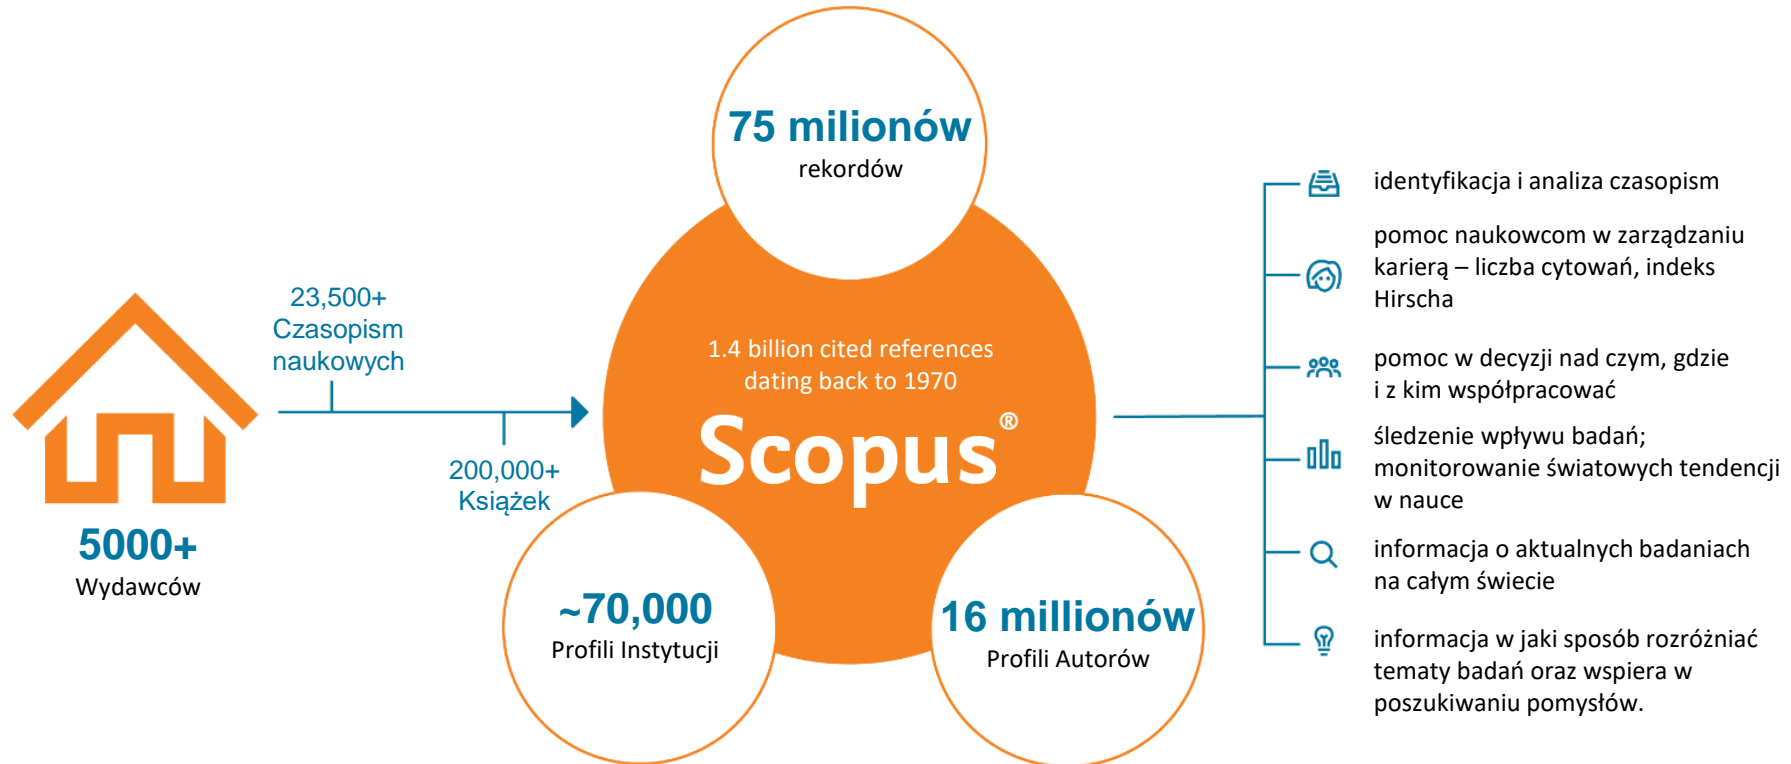 5000+
Wydawców
23,500+
Czasopism
naukowych
200,000+
Książek
75 milionów
rekordów
1.4 billion cited references
dating back to 1970
Scopus®
~70,000
Profili Instytucji
16 millionów
Profili Autorów
identyfikacja i analiza czasopism
pomoc naukowcom w zarządzaniu
karierą – liczba cytowań, indeks
Hirscha
pomoc w decyzji nad czym, gdzie
i z kim współpracować
śledzenie wpływu badań;
monitorowanie światowych tendencji
w nauce
informacja o aktualnych badaniach
na całym świecie
informacja w jaki sposób rozróżniać
tematy badań oraz wspiera w
poszukiwaniu pomysłów.